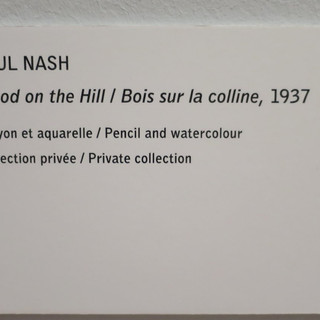 UL NASH
od on the Hill / Bois sur la colline, 1937
yon et aquarelle / Pencil and watercolour
ection privée / Private collection